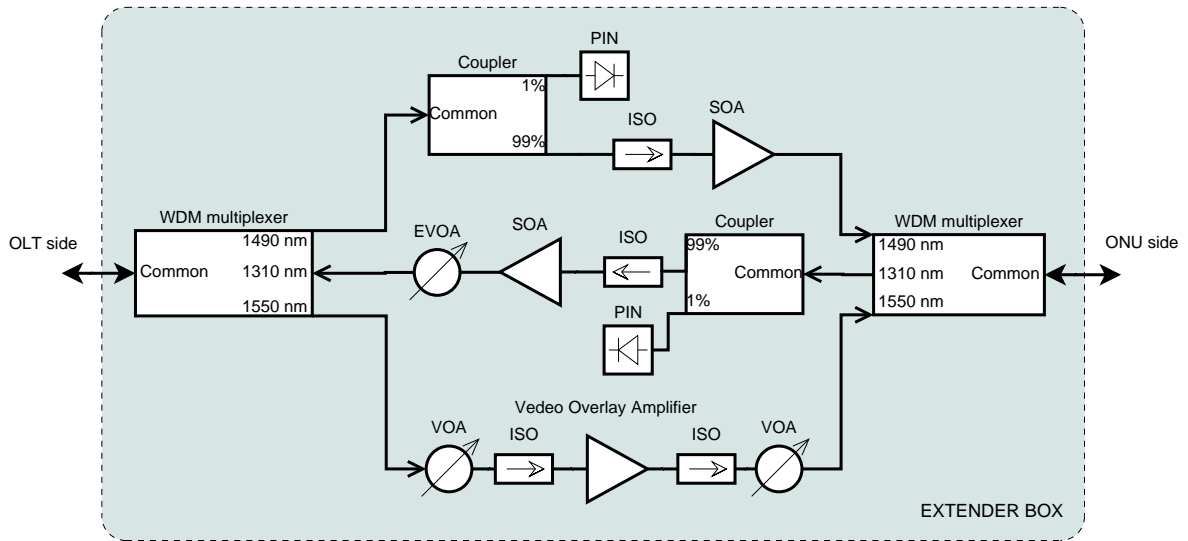 PIN
Coupler
1%
Common
99%
ISO
SOA
WDM multiplexer
1490 nm
Common
1310 nm
1550 nm
OLT side
EVOA
SOA
ISO
Coupler
99%
Common
1%
PIN
WDM multiplexer
1490 nm
1310 nm
Common
1550 nm
ONU side
Vedeo Overlay Amplifier
VOA
ISO
ISO
VOA
EXTENDER BOX